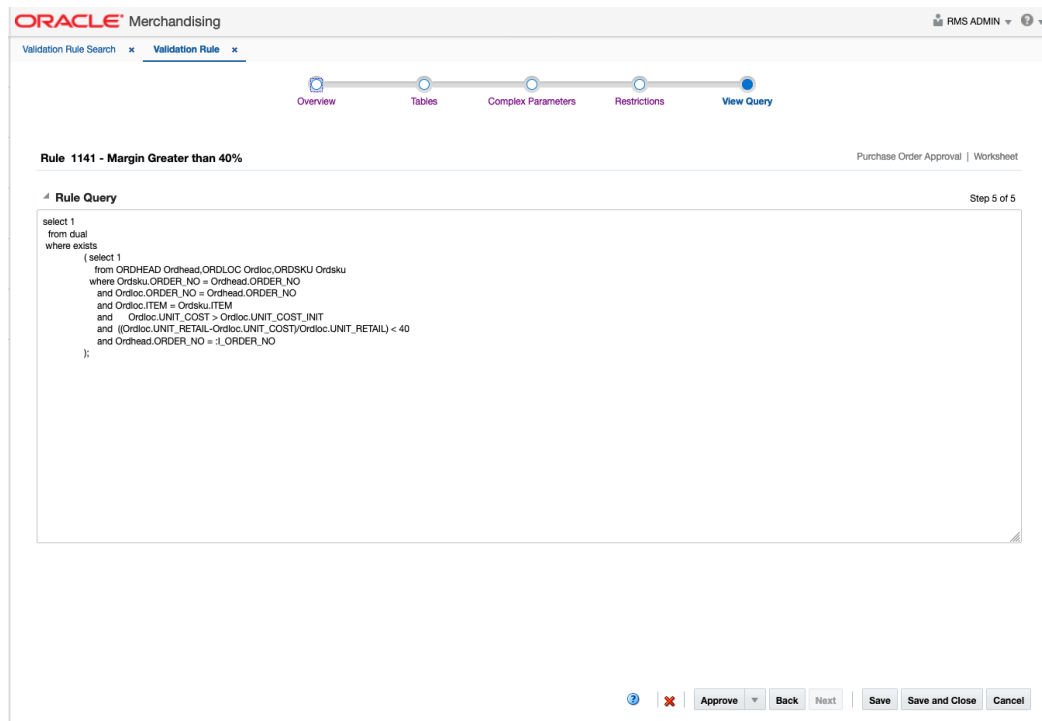 ORACLE® Merchandising
RMS ADMIN
Validation Rule Search × Validation Rule ×
Overview Tables Complex Parameters Restrictions View Query
Rule 1141 - Margin Greater than 40% Purchase Order Approval | Worksheet
Rule Query Step 5 of 5
select 1
from dual
where exists
( select 1
from ORDHEAD Ordhead,ORDLOC Ordloc,ORDSKU Ordsku
where Ordsku.ORDER_NO = Ordhead.ORDER_NO
and Ordloc.ORDER_NO = Ordhead.ORDER_NO
and Ordloc.ITEM = Ordsku.ITEM
and Ordloc.UNIT_COST > Ordloc.UNIT_COST_INIT
and ((Ordloc.UNIT_RETAIL-Ordloc.UNIT_COST)/Ordloc.UNIT_RETAIL) < 40
and Ordhead.ORDER_NO = :I_ORDER_NO
);
Approve Back Next Save Save and Close Cancel